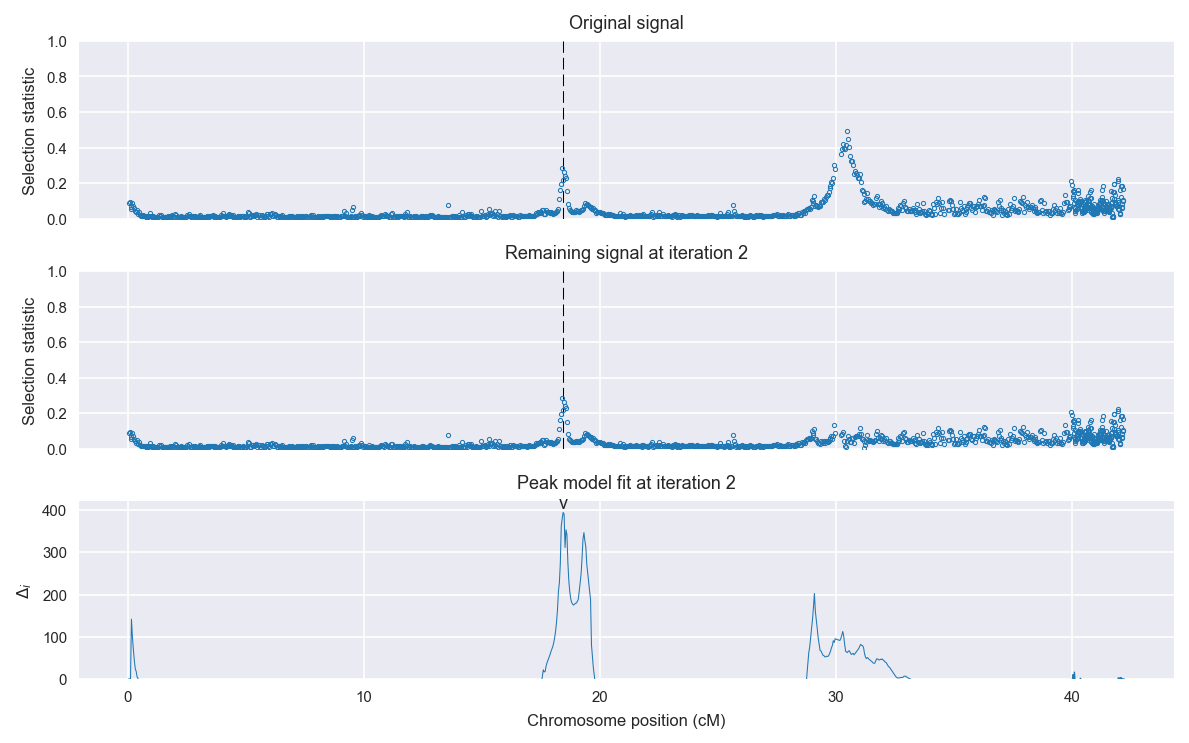 Original signal
1.0
0.8
0.6
0.4
0.2
0.0
Selection statistic
Remaining signal at iteration 2
1.0
0.8
0.6
0.4
0.2
0.0
Selection statistic
Peak model fit at iteration 2
v
400
300
200
100
0
Δi
0 10 20 30 40
Chromosome position (cM)